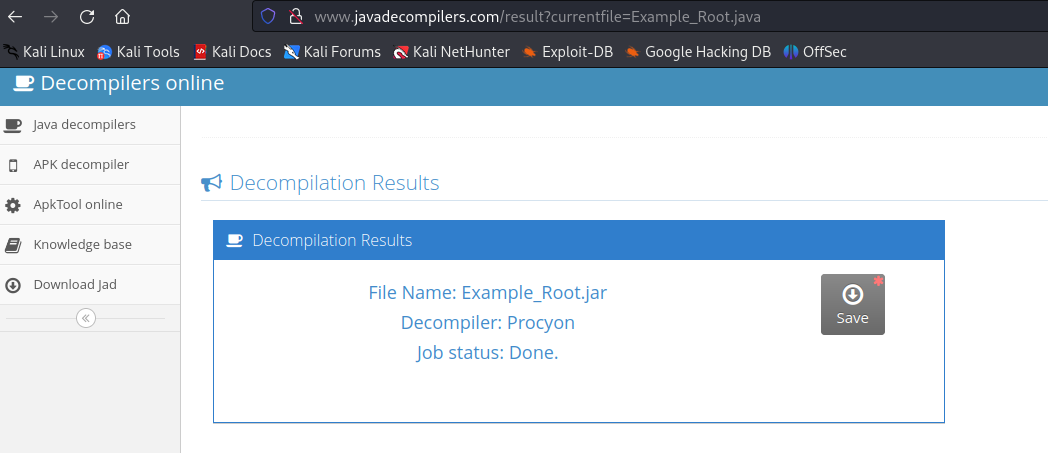 www.javadecompilers.com/result?currentfile=Example_Root.java
Kali Linux Kali Tools Kali Docs Kali Forums Kali NetHunter Exploit-DB Google Hacking DB OffSec
Decompilers online
Java decompilers
APK decompiler
ApkTool online
Knowledge base
Download Jad
Decompilation Results
Decompilation Results
File Name: Example_Root.jar
Decompiler: Procyon
Job status: Done.
Save